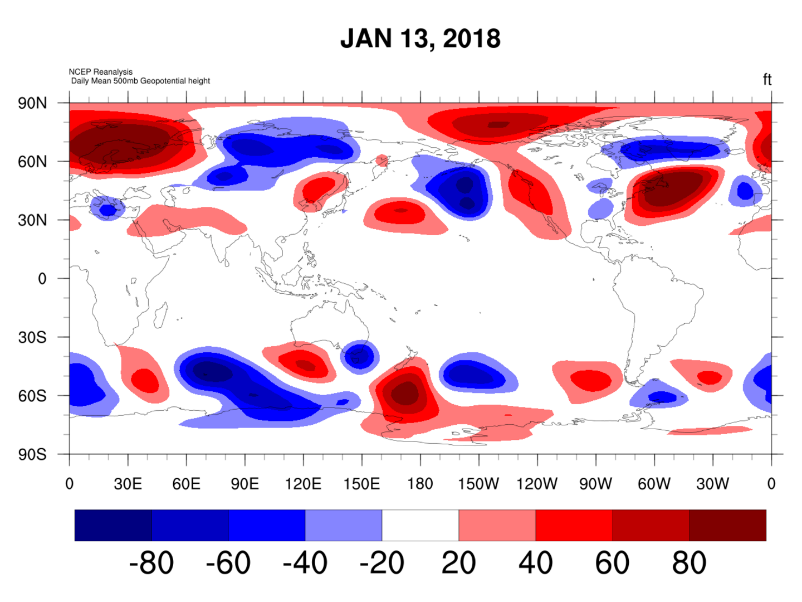 JAN 13, 2018
NCEP Reanalysis
Daily Mean 500mb Geopotential height
ft
90N
60N
30N
0
30S
60S
90S
0 30E 60E 90E 120E 150E 180 150W 120W 90W 60W 30W 0
-80 -60 -40 -20 20 40 60 80